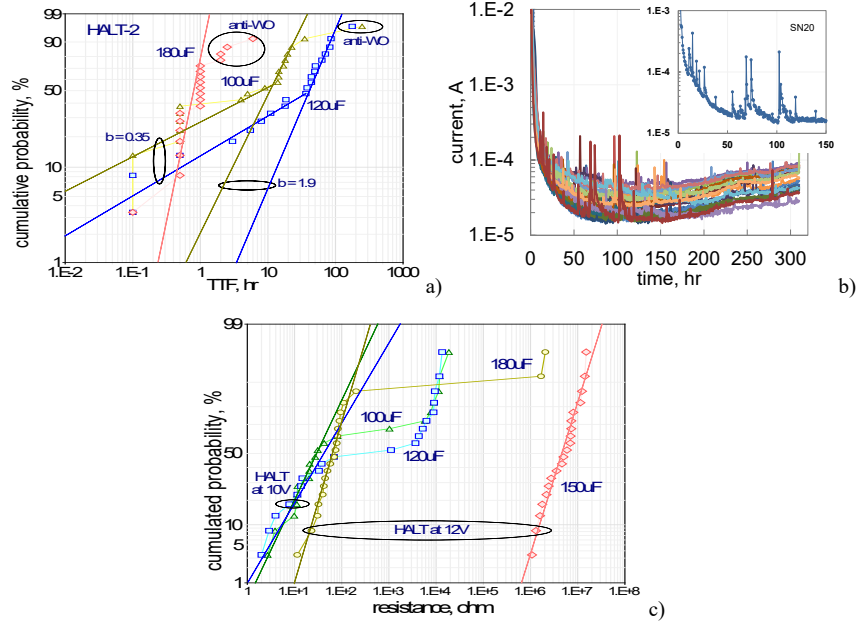 99
90
50
10
5
1
cumulative probability, %
HALT-2
anti-WO
180uF
anti-WO
100uF
120uF
b = 0.35
b = 1.9
1.E-2
1.E-1
1
10
100
1000
TTF, hr
a)
1.E-2
1.E-3
1.E-4
1.E-5
current, A
0
50
100
150
200
250
300
time, hr
1.E-3
1.E-4
1.E-5
SN20
0
50
100
150
b)
99
50
10
5
1
cumulated probability, %
180uF
100uF
120uF
HALT
at 10V
150uF
HALT at 12V
1
1.E+1
1.E+2
1.E+3
1.E+4
1.E+5
1.E+6
1.E+7
1.E+8
resistance, ohm
c)